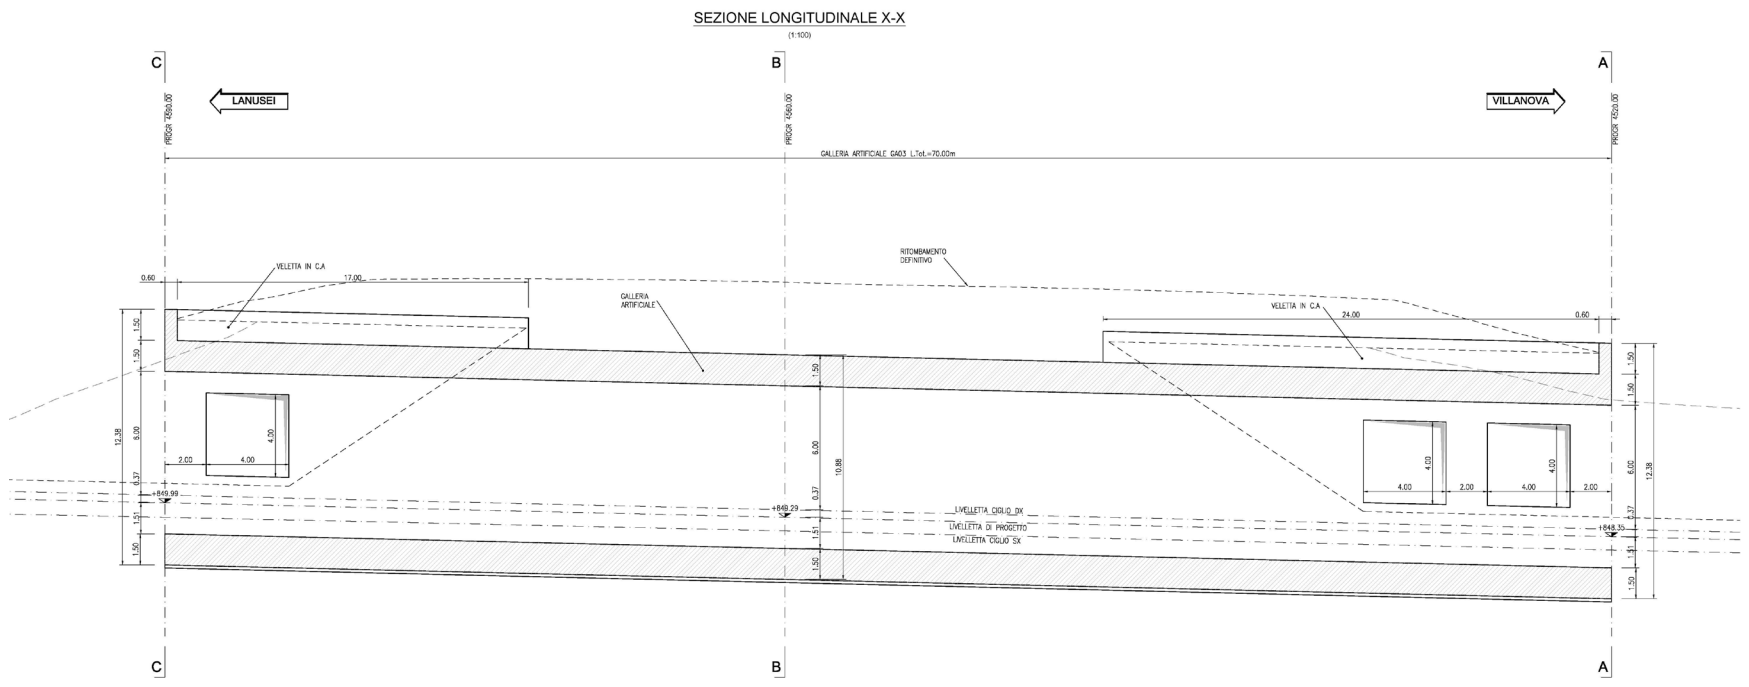 SEZIONE LONGITUDINALE X-X
(1:100)
C
B
A
LANUSEI
VILLANOVA
PROGR 4590.00
PROGR 4560.00
PROGR 4520.00
GALLERIA ARTIFICIALE GA03 L.Tot.=70.00m
RITOMBAMENTO
DEFINITIVO
VELETTA IN C.A
0.60
17.00
GALLERIA
ARTIFICIALE
VELETTA IN C.A
24.00
0.60
1.50
1.50
12.38
6.00
0.37
1.51
1.50
2.00
4.00
4.00
+849.99
1.50
6.00
10.88
0.37
1.51
1.50
+849.29
LIVELLETTA CIGLIO DX
LIVELLETTA DI PROGETTO
LIVELLETTA CIGLIO SX
4.00
4.00
4.00
2.00
4.00
2.00
1.50
1.50
6.00
12.38
0.37
+848.35
1.51
1.50
C
B
A